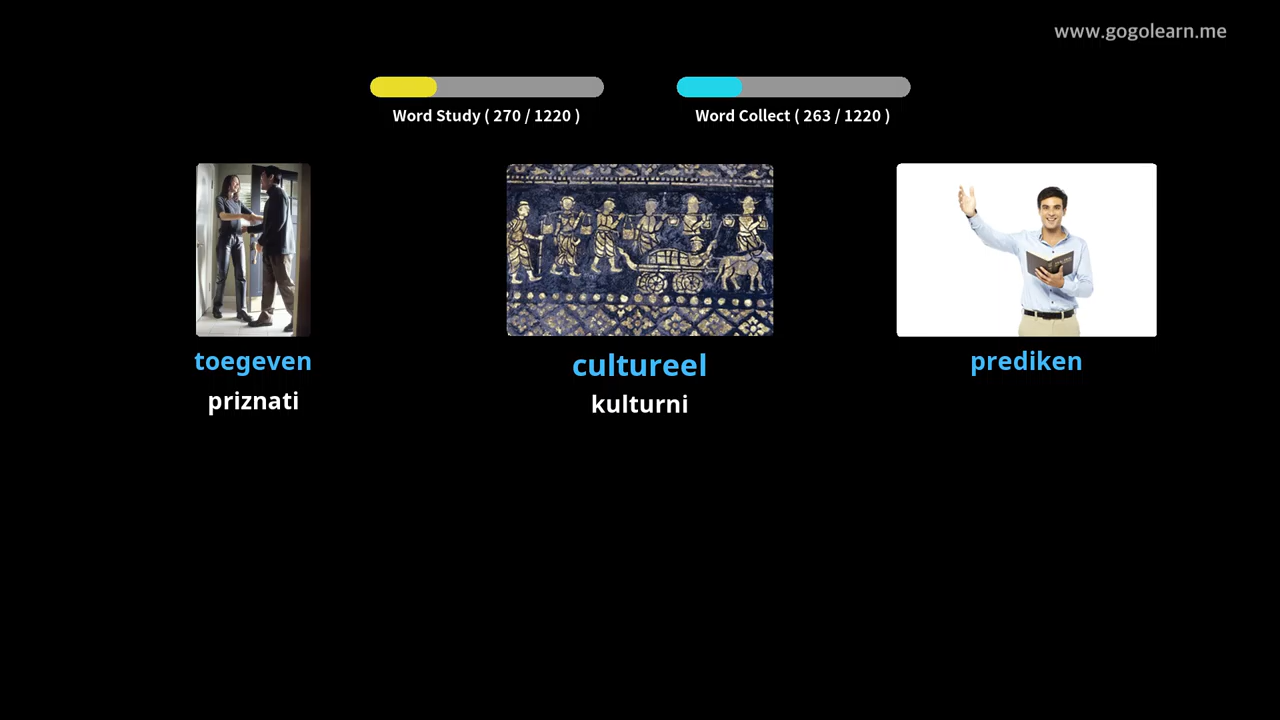 www.gogolearn.me
Word Study ( 270 / 1220 )
Word Collect ( 263 / 1220 )
toegeven
priznati
cultureel
kulturni
prediken